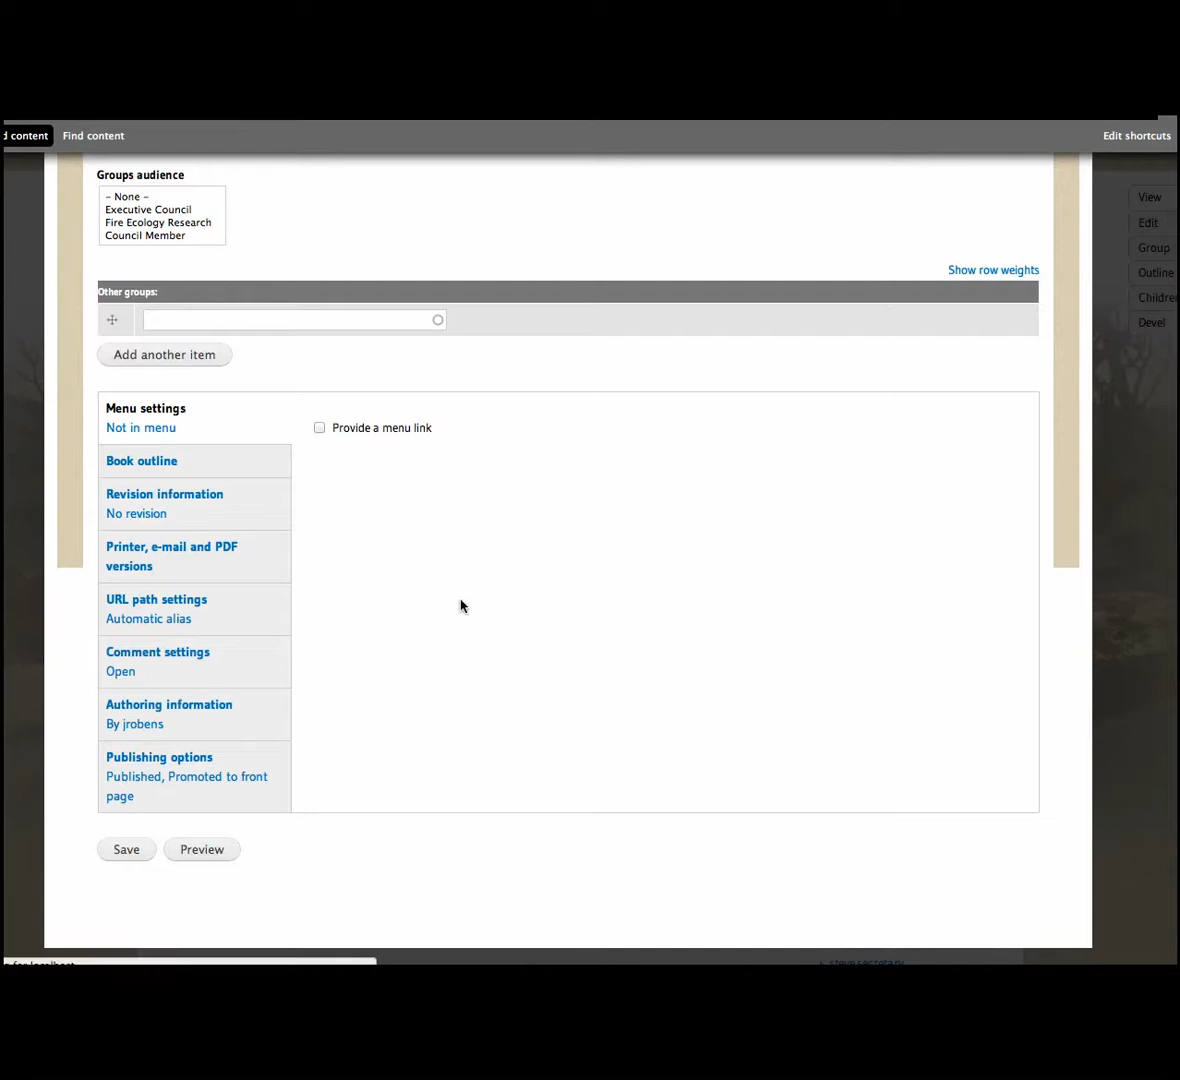 d content Find content Edit shortcuts
Groups audience
- None -
Executive Council
Fire Ecology Research
Council Member
View
Edit
Group
Outline
Childre
Devel
Show row weights
Other groups:
Add another item
Menu settings
Not in menu
Provide a menu link
Book outline
Revision information
No revision
Printer, e-mail and PDF
versions
URL path settings
Automatic alias
Comment settings
Open
Authoring information
By jrobens
Publishing options
Published, Promoted to front
page
Save Preview